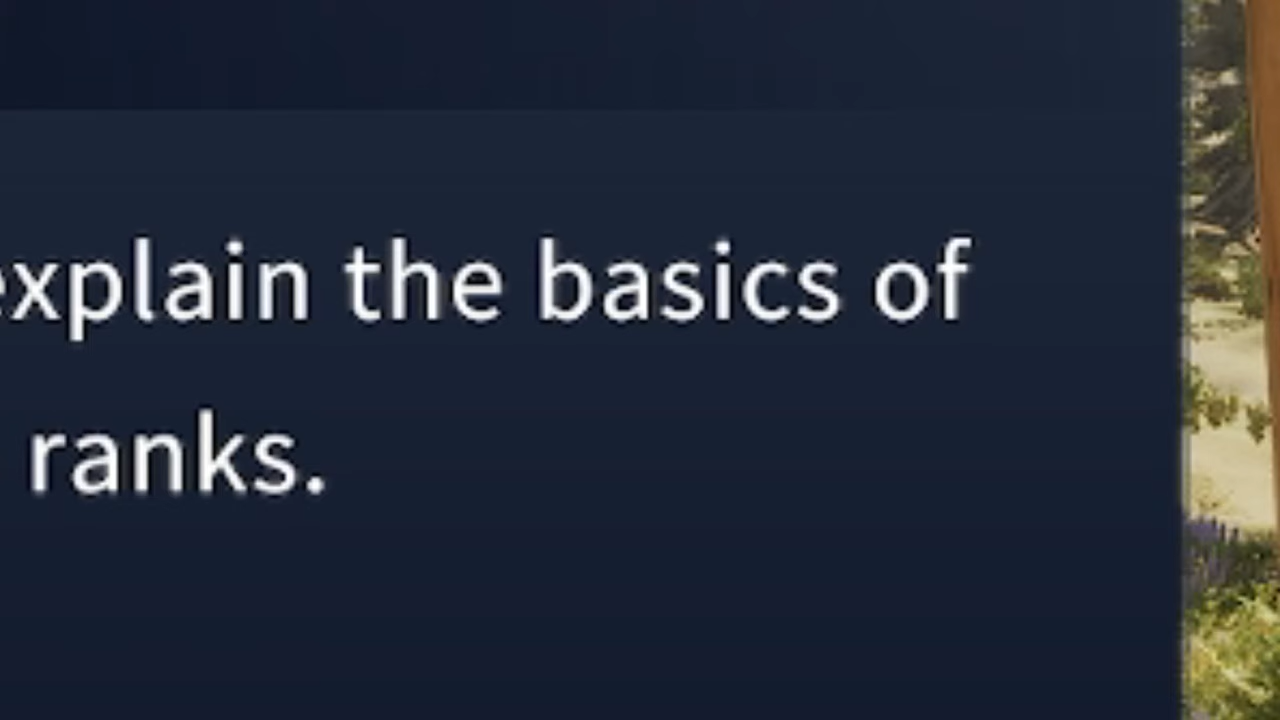 explain the basics of
ranks.